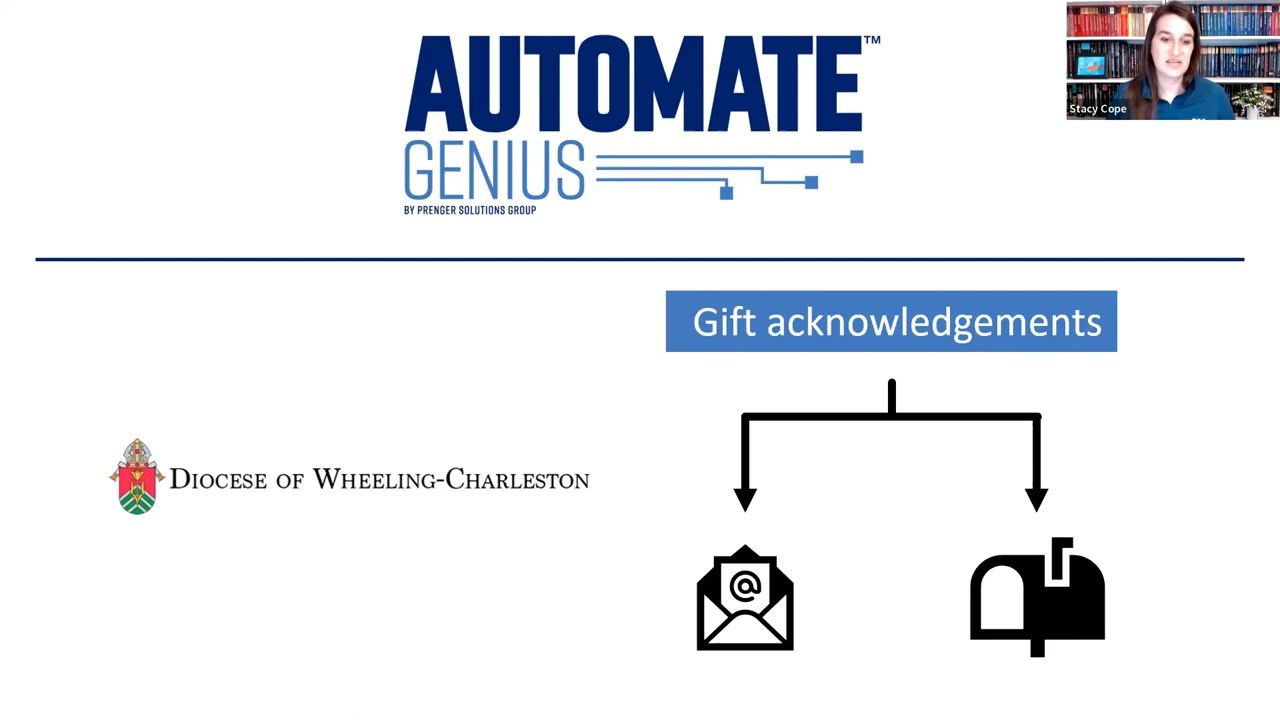 AUTOMATE™
GENIUS
BY PRENGER SOLUTIONS GROUP
Stacy Cope
Gift acknowledgements
DIOCESE OF WHEELING-CHARLESTON
@